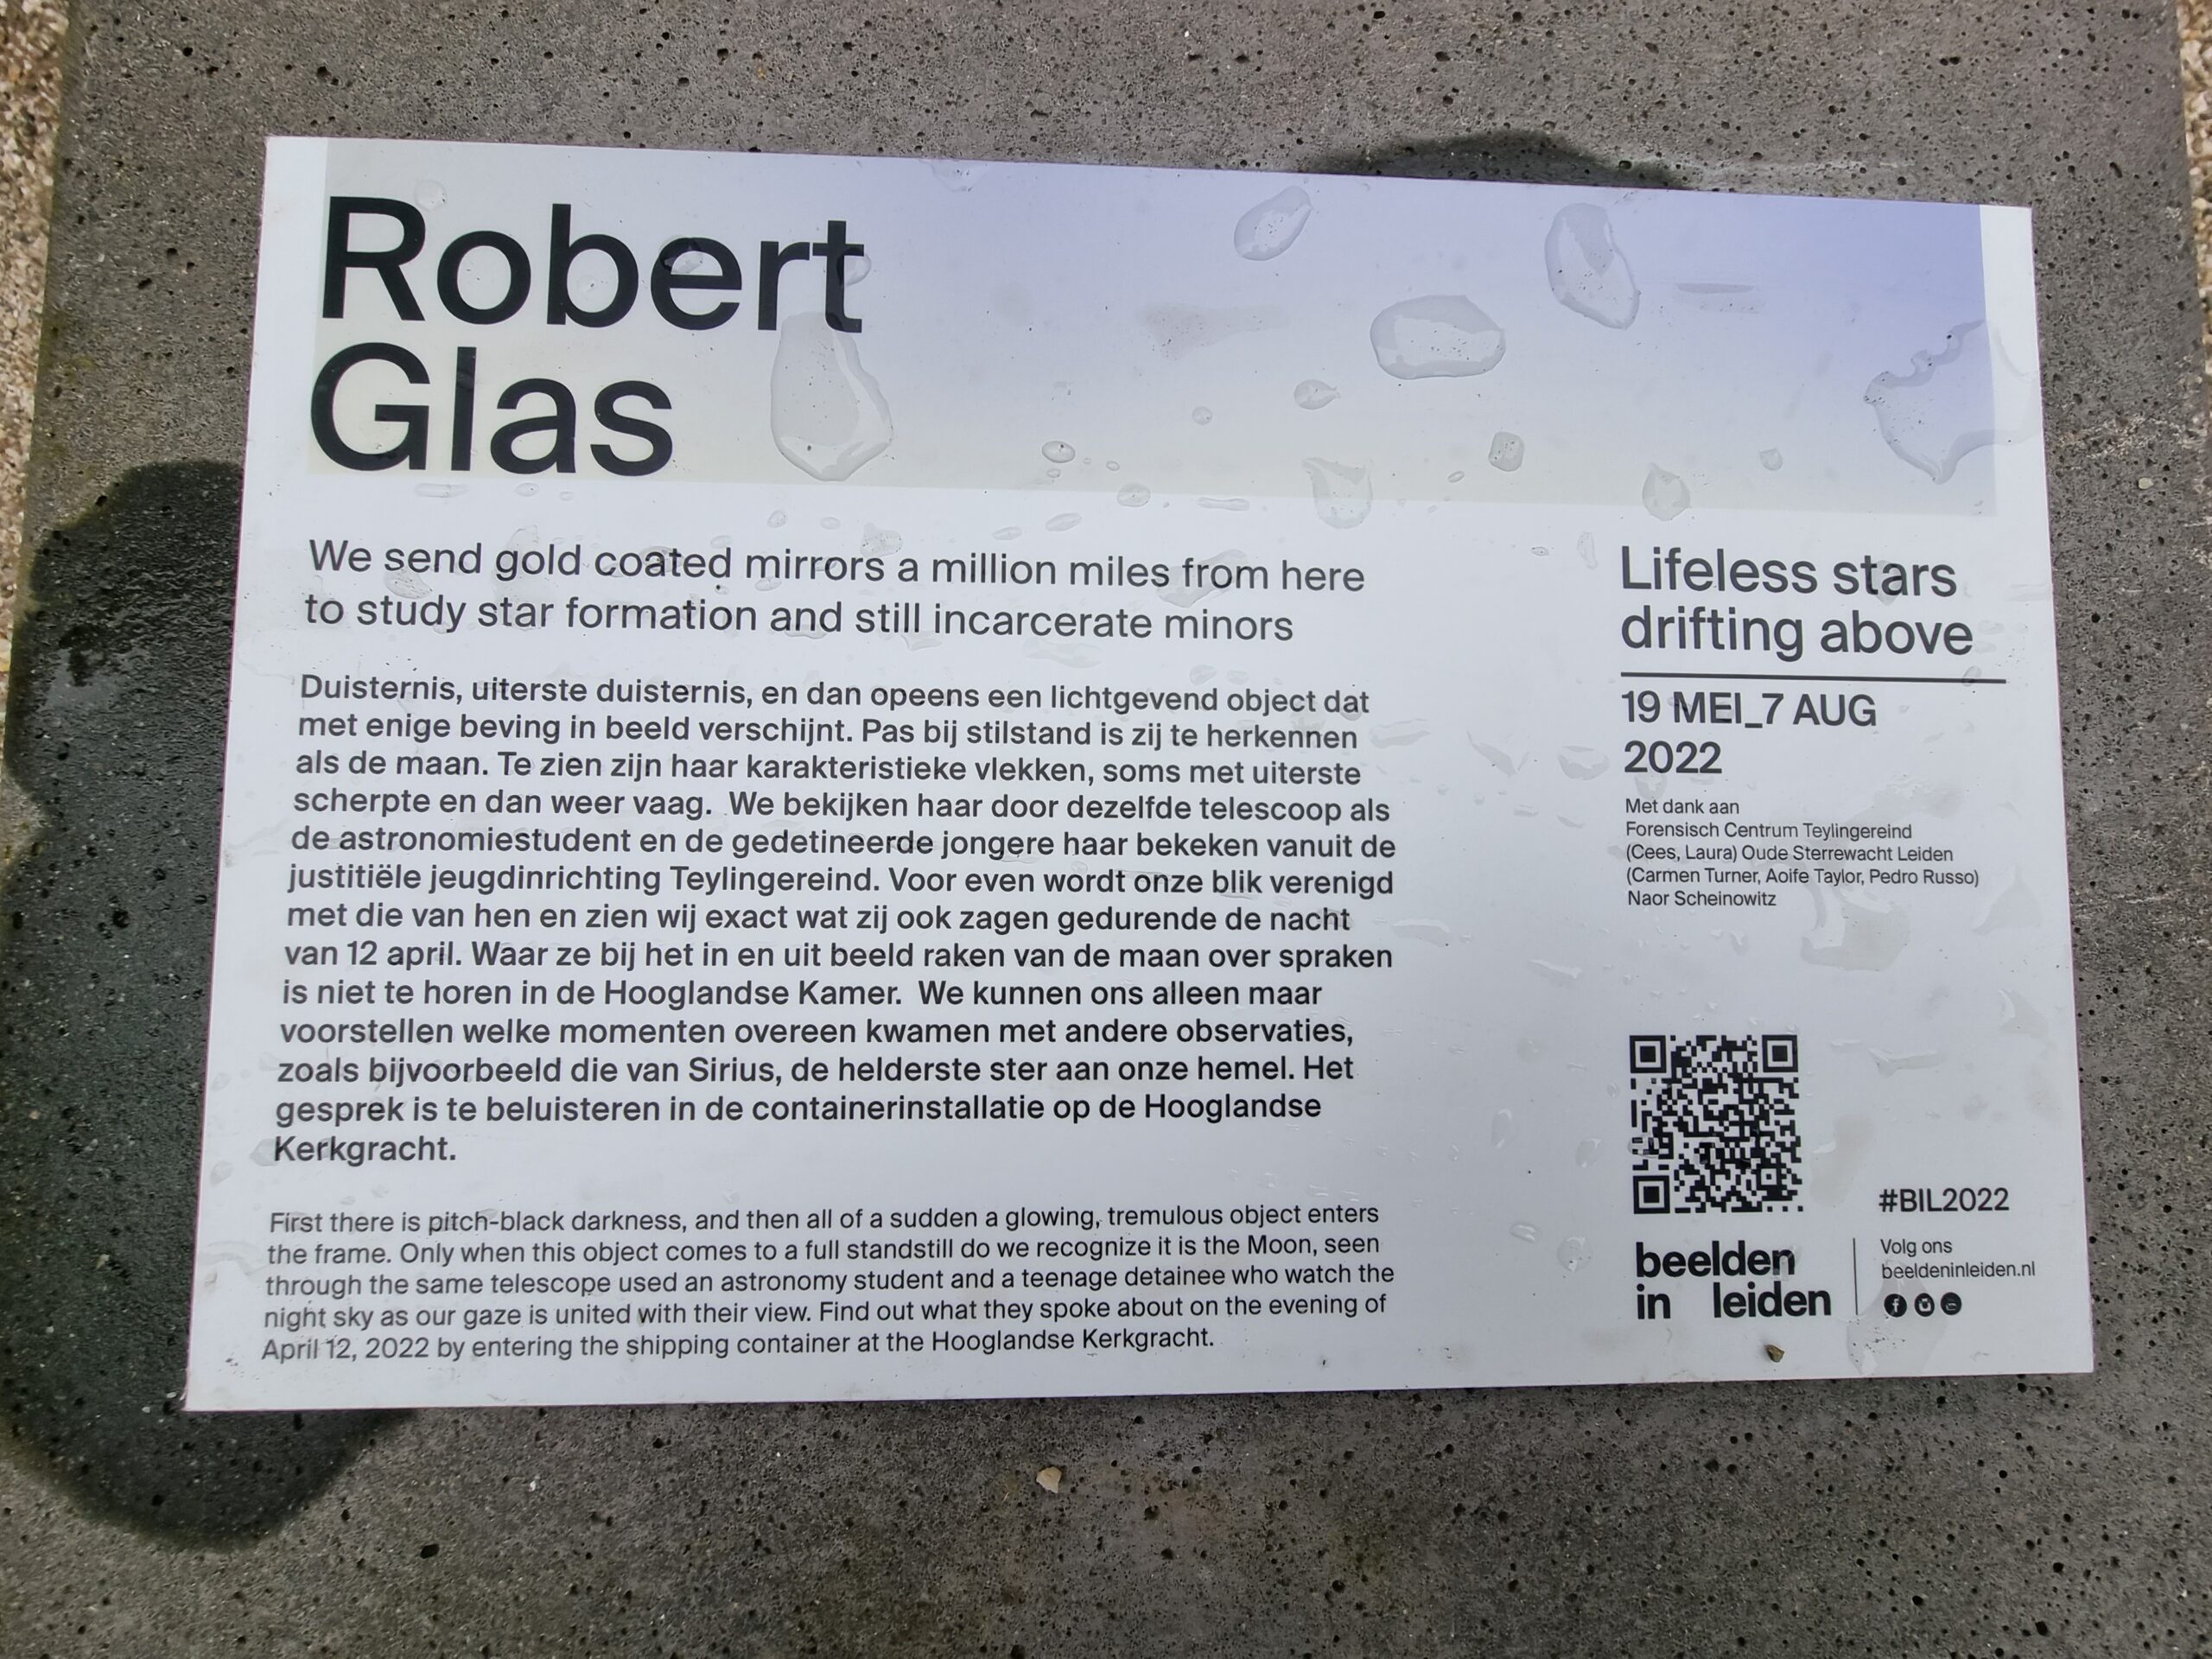 Robert
Glas
We send gold coated mirrors a million miles from here
to study star formation and still incarcerate minors
Duisternis, uiterste duisternis, en dan opeens een lichtgevend object dat
met enige beving in beeld verschijnt. Pas bij stilstand is zij te herkennen
als de maan. Te zien zijn haar karakteristieke vlekken, soms met uiterste
scherpte en dan weer vaag. We bekijken haar door dezelfde telescoop als
de astronomiestudent en de gedetineerde jongere haar bekeken vanuit de
justitiële jeugdinrichting Teylingereind. Voor even wordt onze blik verenigd
met die van hen en zien wij exact wat zij ook zagen gedurende de nacht
van 12 april. Waar ze bij het in en uit beeld raken van de maan over spraken
is niet te horen in de Hooglandse Kamer. We kunnen ons alleen maar
voorstellen welke momenten overeen kwamen met andere observaties,
zoals bijvoorbeeld die van Sirius, de helderste ster aan onze hemel. Het
gesprek is te beluisteren in de containerinstallatie op de Hooglandse
Kerkgracht.
First there is pitch-black darkness, and then all of a sudden a glowing, tremulous object enters
the frame. Only when this object comes to a full standstill do we recognize it is the Moon, seen
through the same telescope used an astronomy student and a teenage detainee who watch the
night sky as our gaze is united with their view. Find out what they spoke about on the evening of
April 12, 2022 by entering the shipping container at the Hooglandse Kerkgracht.
Lifeless stars
drifting above
19 MEI_7 AUG
2022
Met dank aan
Forensisch Centrum Teylingereind
(Cees, Laura) Oude Sterrewacht Leiden
(Carmen Turner, Aoife Taylor, Pedro Russo)
Naor Scheinowitz
#BIL2022
beelden
in leiden
Volg ons
beeldeninleiden.nl